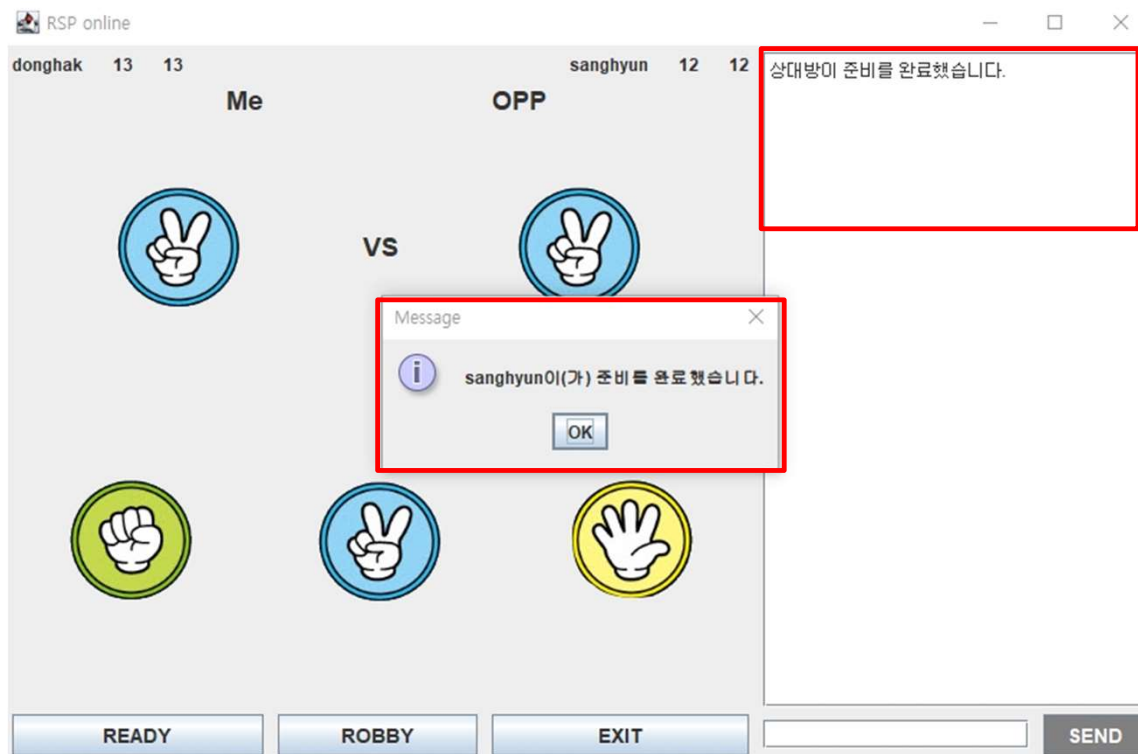 RSP online
donghak 13 13
sanghyun 12 12
Me
OPP
VS
상대방이 준비를 완료했습니다.
Message
sanghyun이(가) 준비를 완료했습니다.
OK
READY
ROBBY
EXIT
SEND